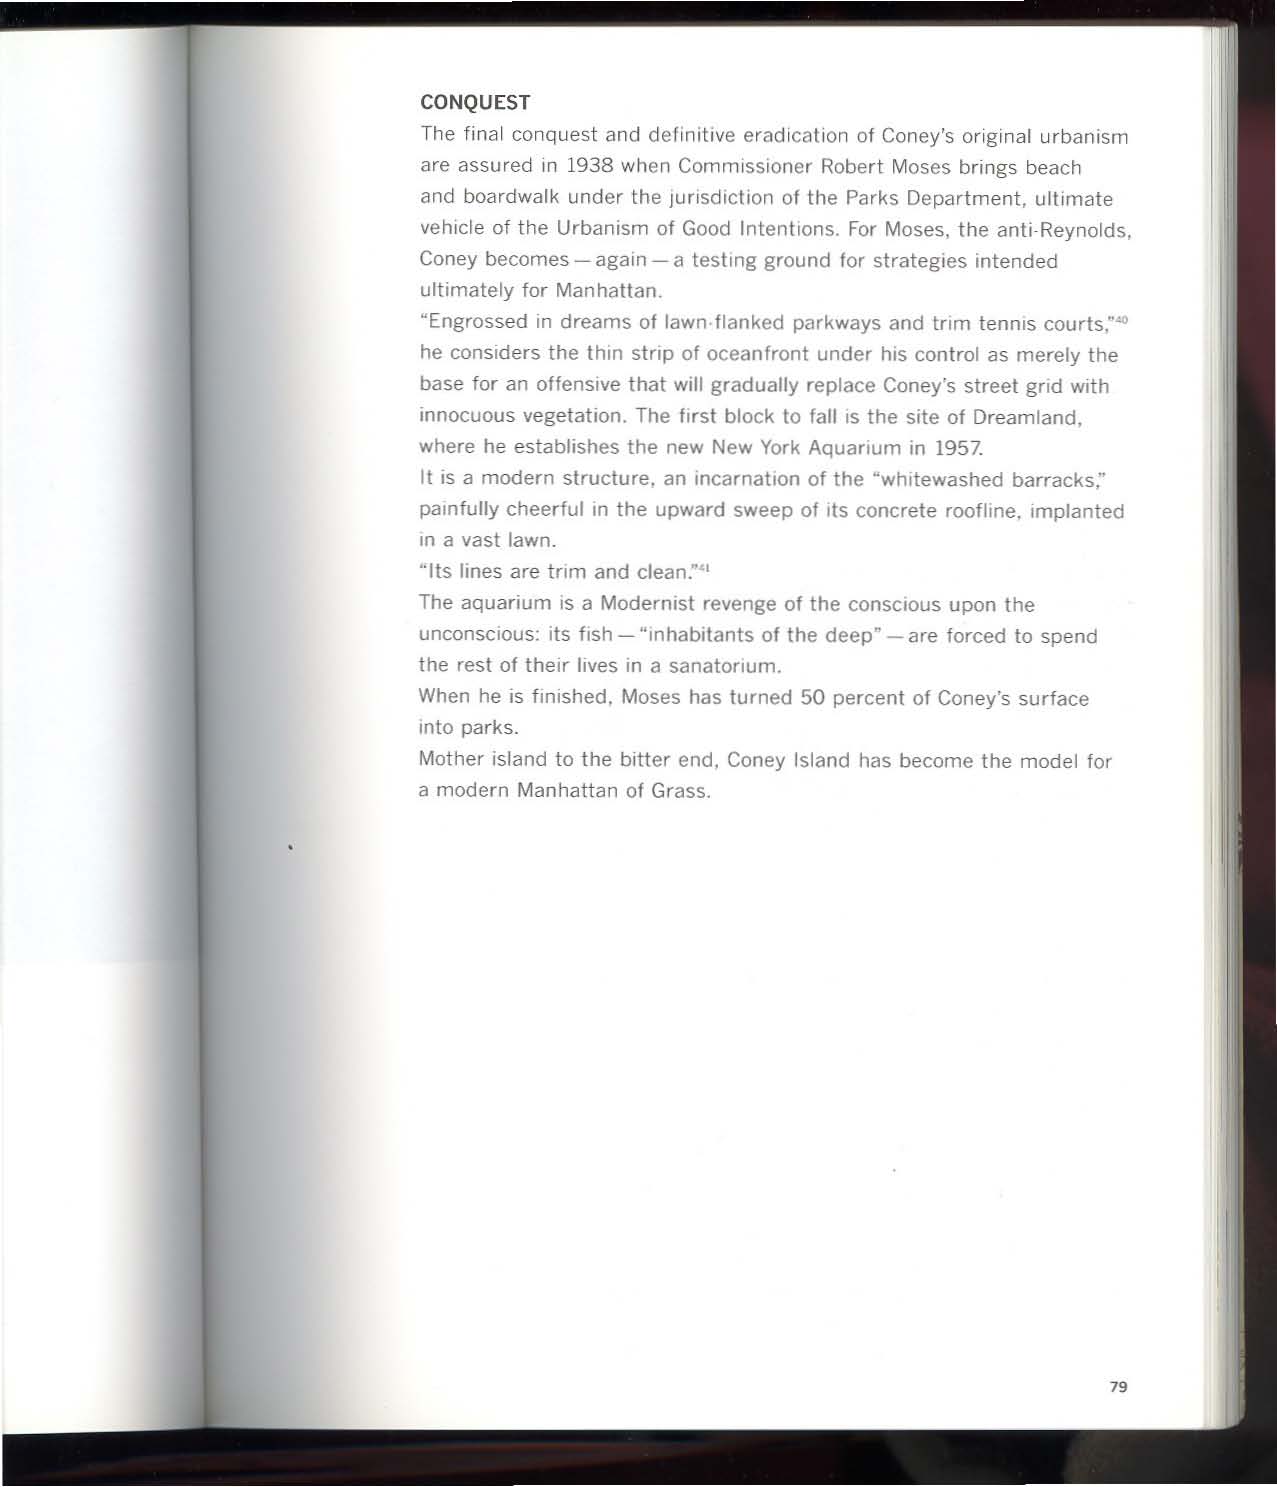 CONQUEST
The final conquest and definitive eradication of Coney's original urbanism
are assured in 1938 when Commissioner Robert Moses brings beach
and boardwalk under the jurisdiction of the Parks Department, ultimate
vehicle of the Urbanism of Good Intentions. For Moses, the anti-Reynolds,
Coney becomes — again — a testing ground for strategies intended
ultimately for Manhattan.
“Engrossed in dreams of lawn-flanked parkways and trim tennis courts,”40
he considers the thin strip of oceanfront under his control as merely the
base for an offensive that will gradually replace Coney's street grid with
innocuous vegetation. The first block to fall is the site of Dreamland,
where he establishes the new New York Aquarium in 1957.
It is a modern structure, an incarnation of the “whitewashed barracks,”
painfully cheerful in the upward sweep of its concrete roofline, implanted
in a vast lawn.
“Its lines are trim and clean.”41
The aquarium is a Modernist revenge of the conscious upon the
unconscious: its fish — “inhabitants of the deep” — are forced to spend
the rest of their lives in a sanatorium.
When he is finished, Moses has turned 50 percent of Coney's surface
into parks.
Mother island to the bitter end, Coney Island has become the model for
a modern Manhattan of Grass.
79